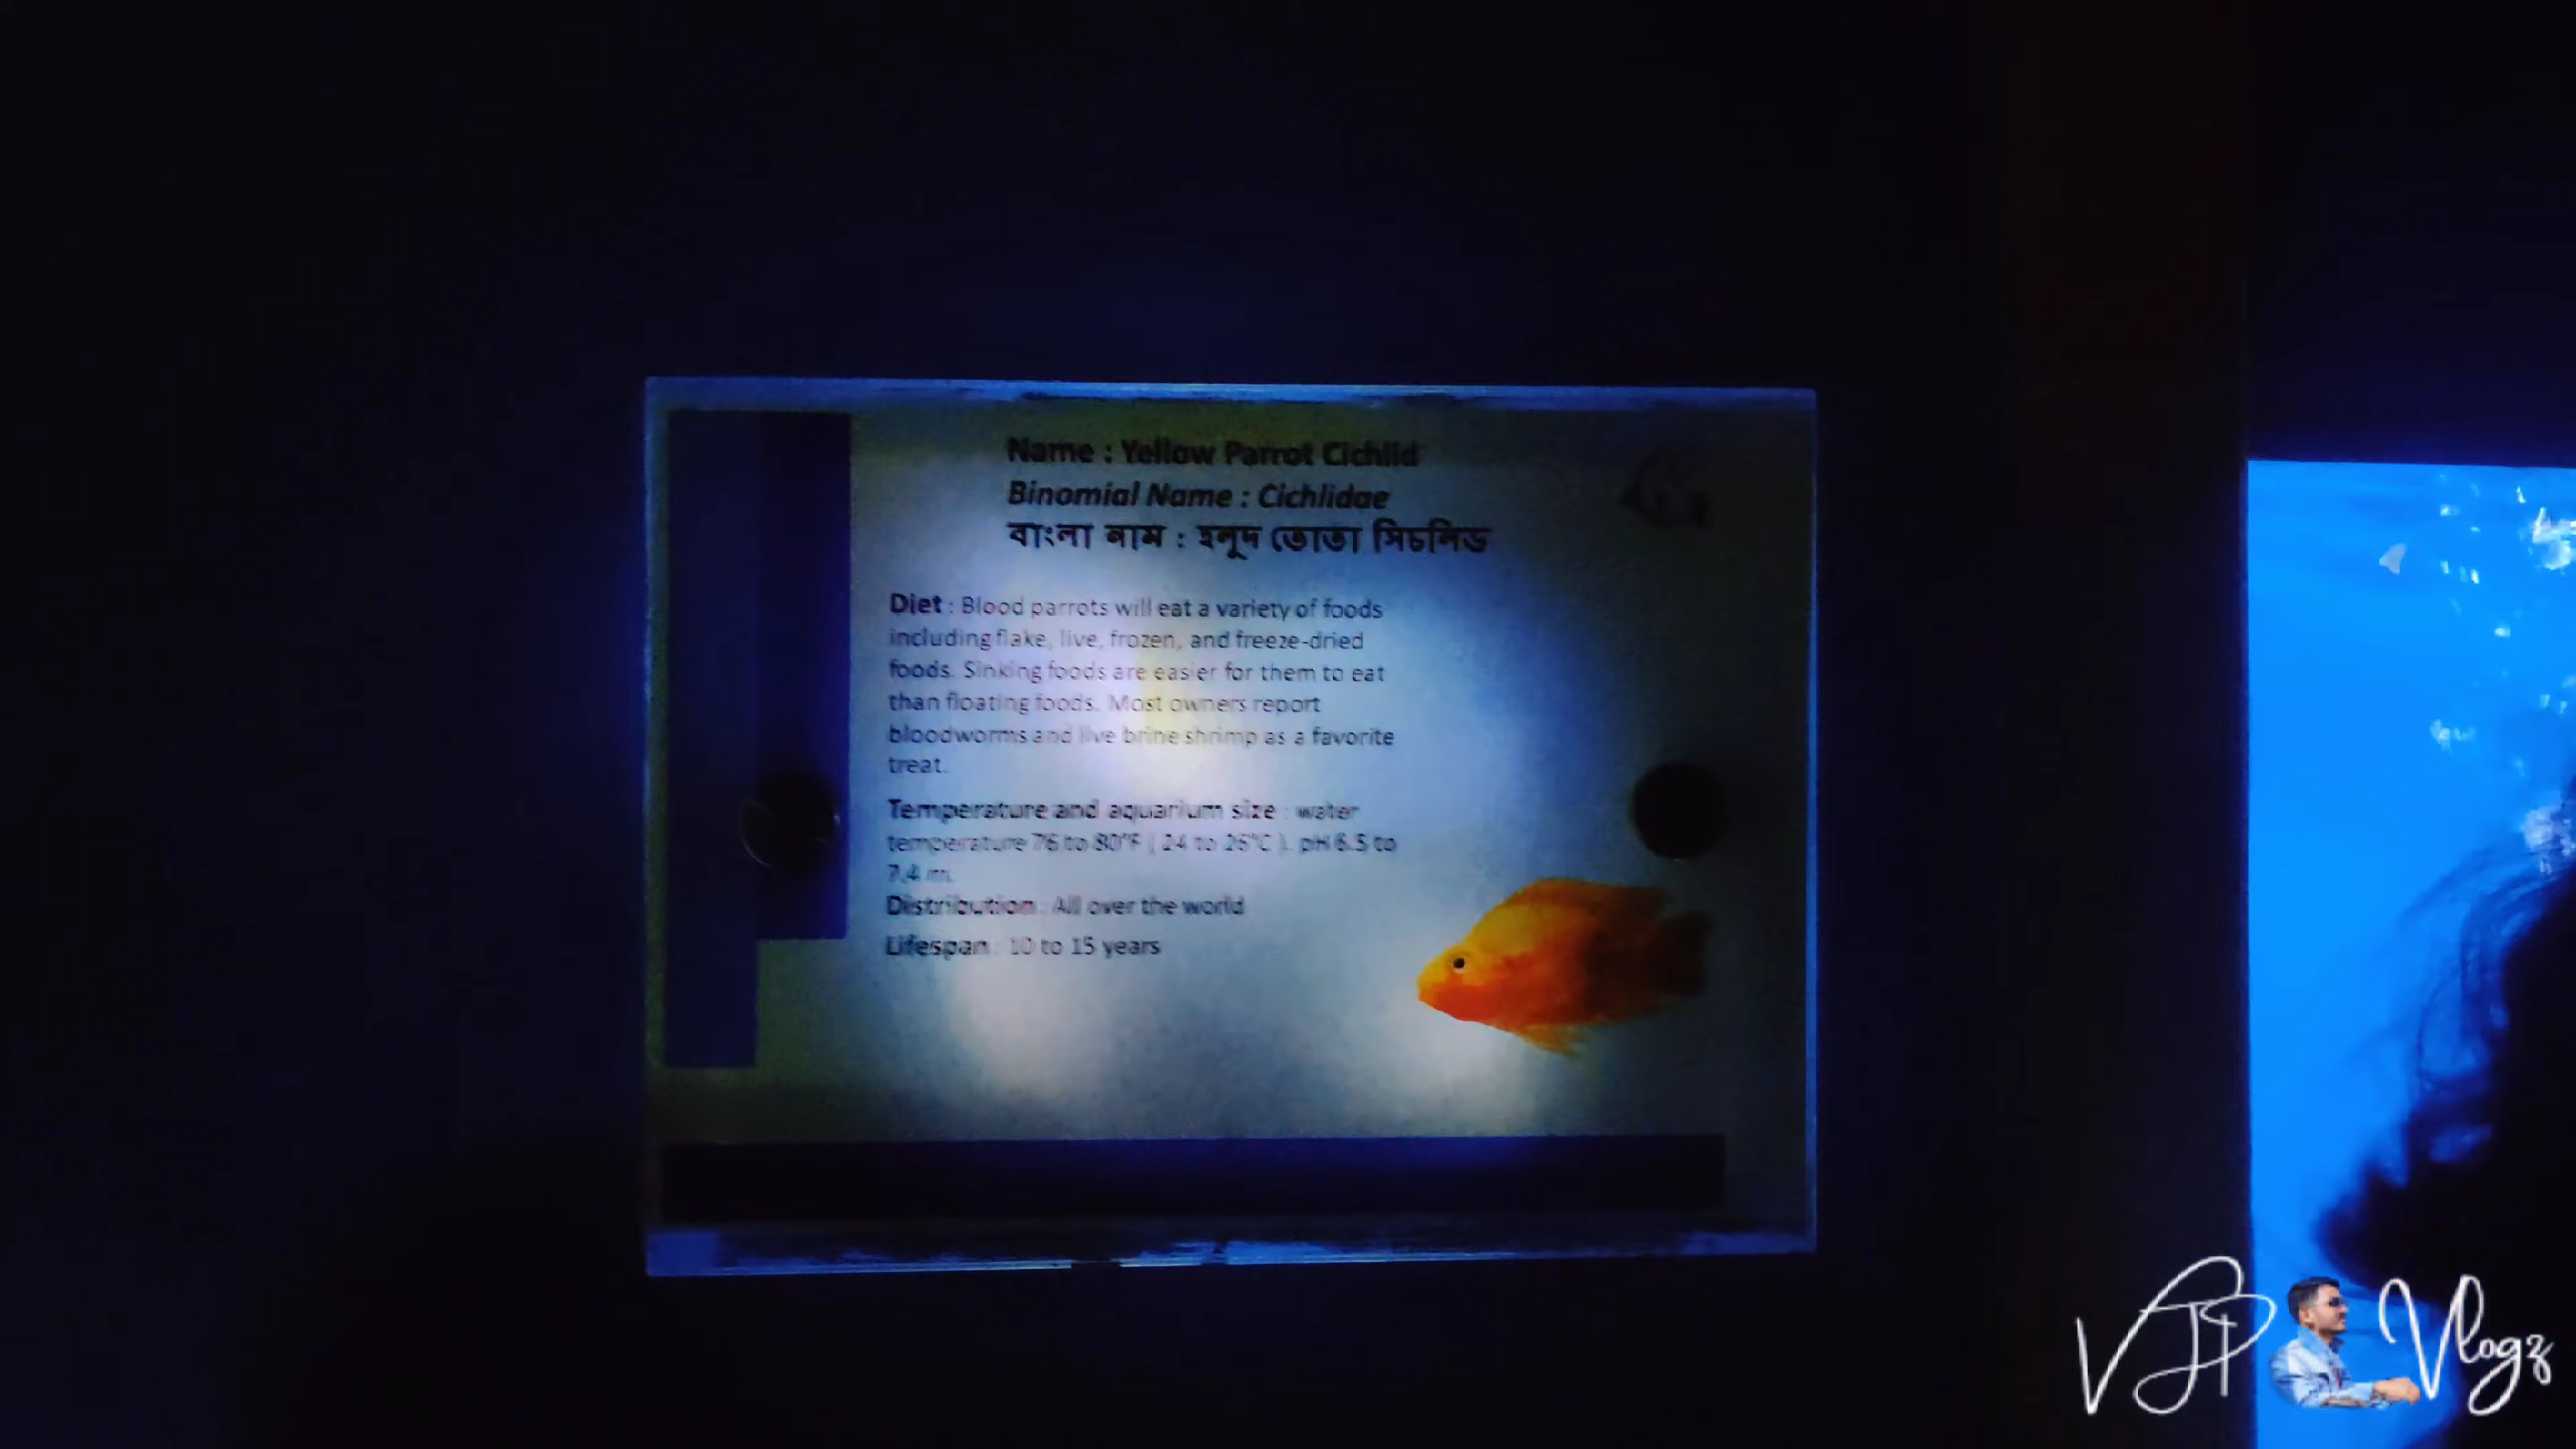 Name : Yellow Parrot Cichlid
Binomial Name : Cichlidae
বাংলা নাম : হলুদ তোতা সিচলিড
Diet : Blood parrots will eat a variety of foods
including flake, live, frozen, and freeze-dried
foods. Sinking foods are easier for them to eat
than floating foods. Most owners report
bloodworms and live brine shrimp as a favorite
treat.
Temperature and aquarium size : water
temperature 76 to 80°F ( 24 to 26°C ). pH 6.5 to
7.4 m.
Distribution : All over the world
Lifespan : 10 to 15 years
VJP Vlogz